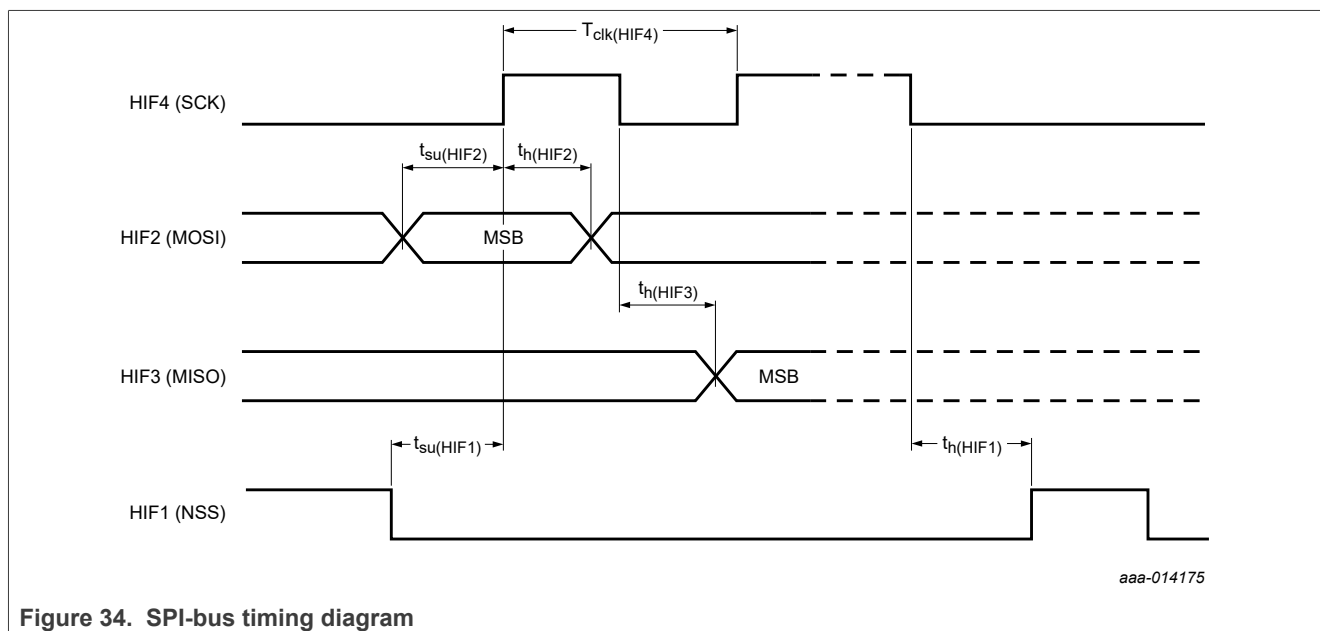 Tclk(HIF4)
HIF4 (SCK)
tsu(HIF2) th(HIF2)
HIF2 (MOSI) MSB
th(HIF3)
HIF3 (MISO) MSB
tsu(HIF1) th(HIF1)
HIF1 (NSS)
aaa-014175
Figure 34. SPI-bus timing diagram